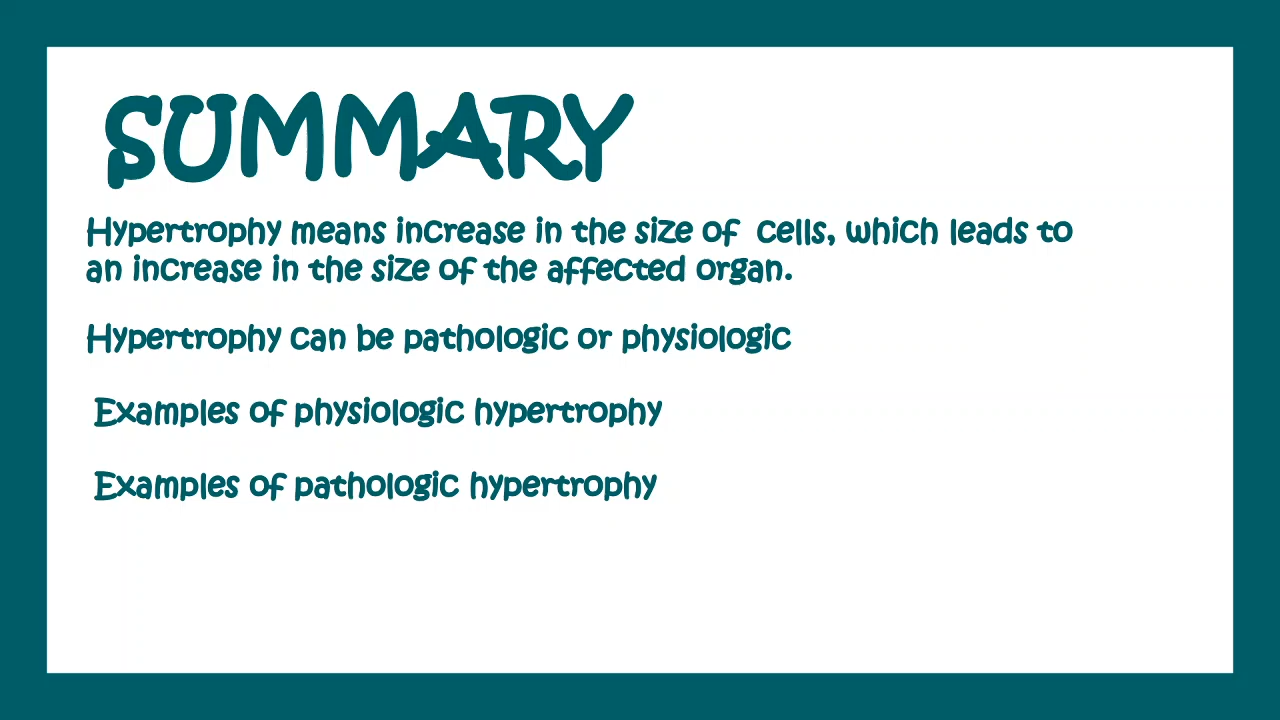 SUMMARY
Hypertrophy means increase in the size of cells, which leads to
an increase in the size of the affected organ.
Hypertrophy can be pathologic or physiologic
Examples of physiologic hypertrophy
Examples of pathologic hypertrophy